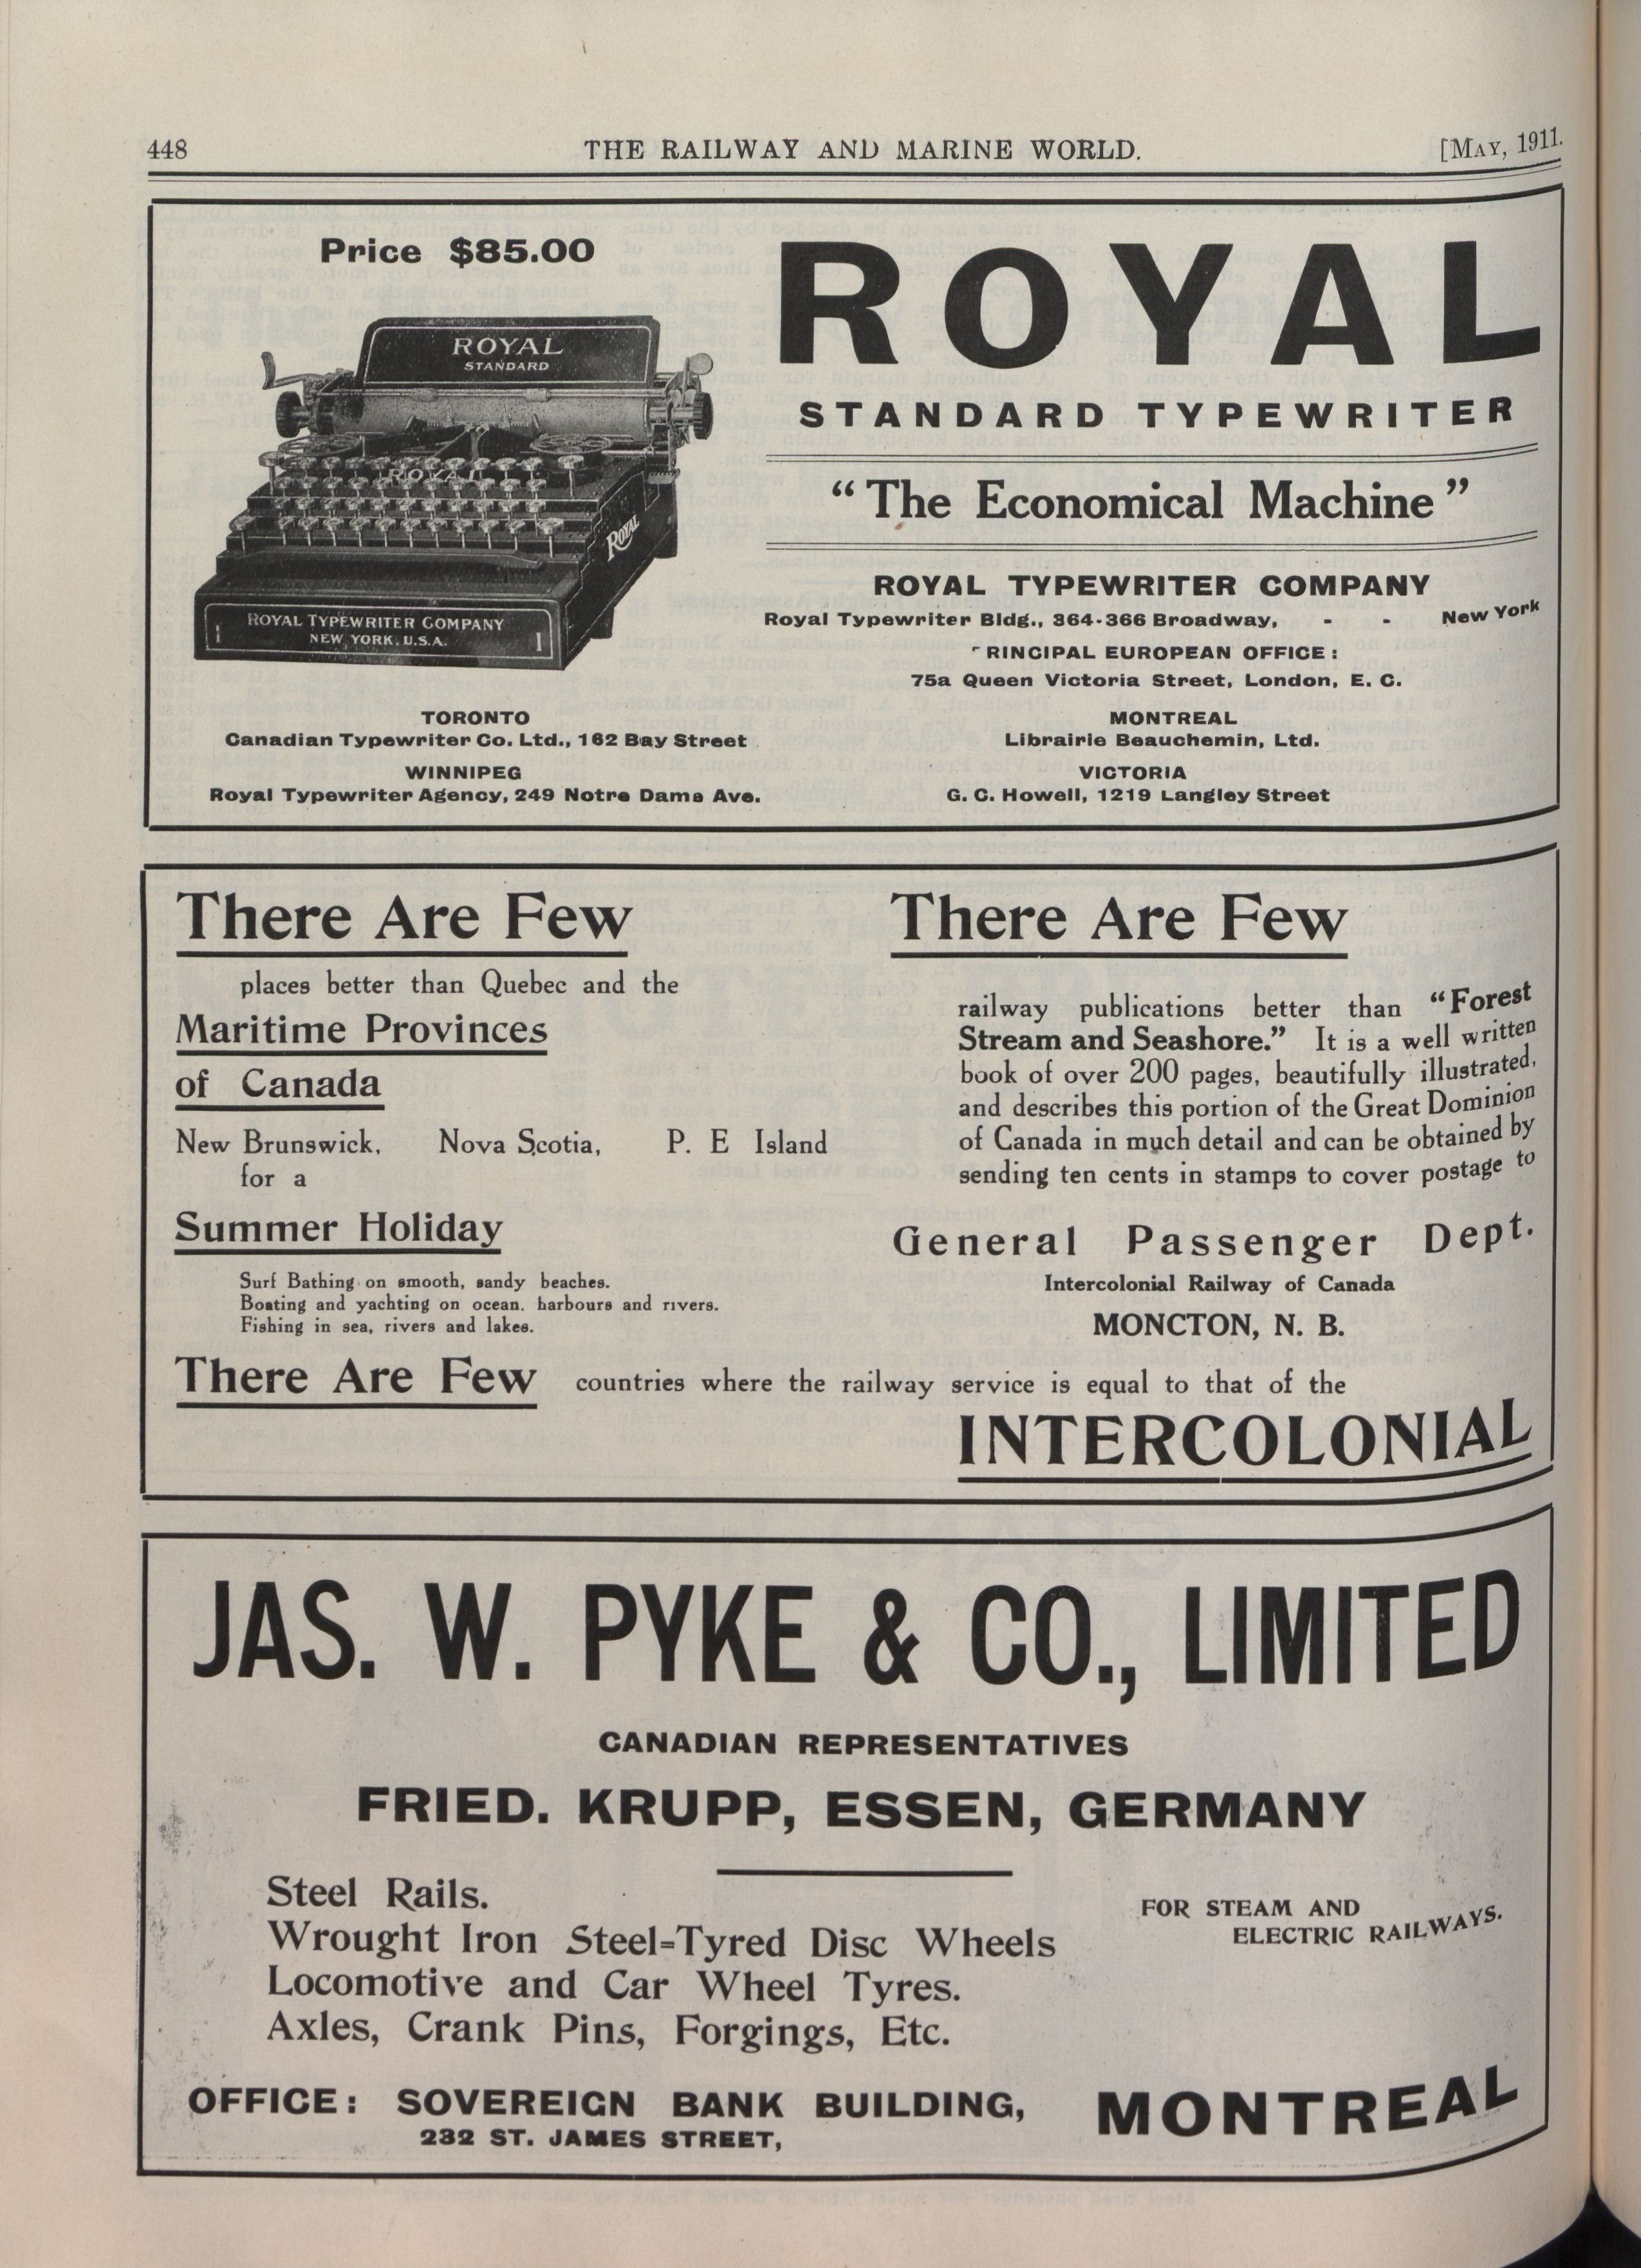 448
THE RAILWAY AND MARINE WORLD.
[MAY, 1911.
Price $85.00
ROYAL
STANDARD
ROYAL
ROYAL
ROYAL TYPEWRITER COMPANY
NEW YORK, U.S.A.
1
1
ROYAL
STANDARD TYPEWRITER
“The Economical Machine”
ROYAL TYPEWRITER COMPANY
Royal Typewriter Bldg., 364-366 Broadway, - - New York
RINCIPAL EUROPEAN OFFICE:
75a Queen Victoria Street, London, E. C.
TORONTO
Canadian Typewriter Co. Ltd., 162 Bay Street
WINNIPEG
Royal Typewriter Agency, 249 Notre Dame Ave.
MONTREAL
Librairie Beauchemin, Ltd.
VICTORIA
G. C. Howell, 1219 Langley Street
There Are Few
places better than Quebec and the
Maritime Provinces
of Canada
New Brunswick, Nova Scotia, P. E Island
for a
Summer Holiday
Surf Bathing on smooth, sandy beaches.
Boating and yachting on ocean, harbours and rivers.
Fishing in sea, rivers and lakes.
There Are Few
railway publications better than “Forest
Stream and Seashore.” It is a well written
book of over 200 pages, beautifully illustrated,
and describes this portion of the Great Dominion
of Canada in much detail and can be obtained by
sending ten cents in stamps to cover postage to
General Passenger Dept.
Intercolonial Railway of Canada
MONCTON, N. B.
There Are Few countries where the railway service is equal to that of the
INTERCOLONIAL
JAS. W. PYKE & CO., LIMITED
CANADIAN REPRESENTATIVES
FRIED. KRUPP, ESSEN, GERMANY
Steel Rails.
Wrought Iron Steel=Tyred Disc Wheels
Locomotive and Car Wheel Tyres.
Axles, Crank Pins, Forgings, Etc.
FOR STEAM AND
ELECTRIC RAILWAYS.
OFFICE: SOVEREIGN BANK BUILDING,
232 ST. JAMES STREET,
MONTREAL